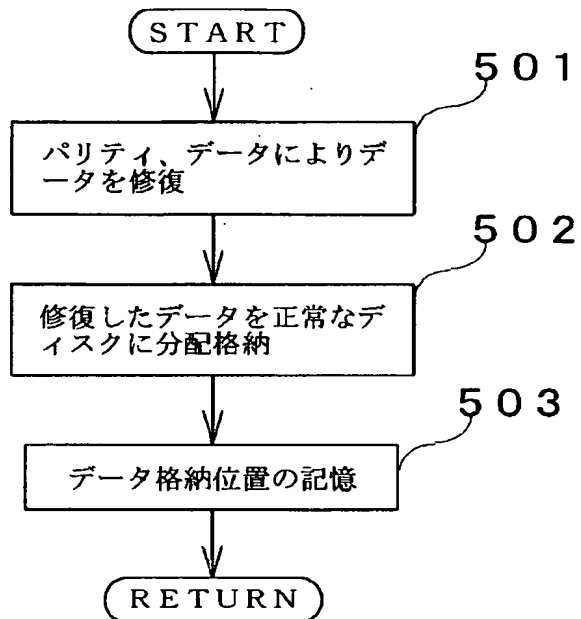 START
501
パリティ、データによりデ
ータを修復
502
修復したデータを正常なデ
ィスクに分配格納
503
データ格納位置の記憶
RETURN